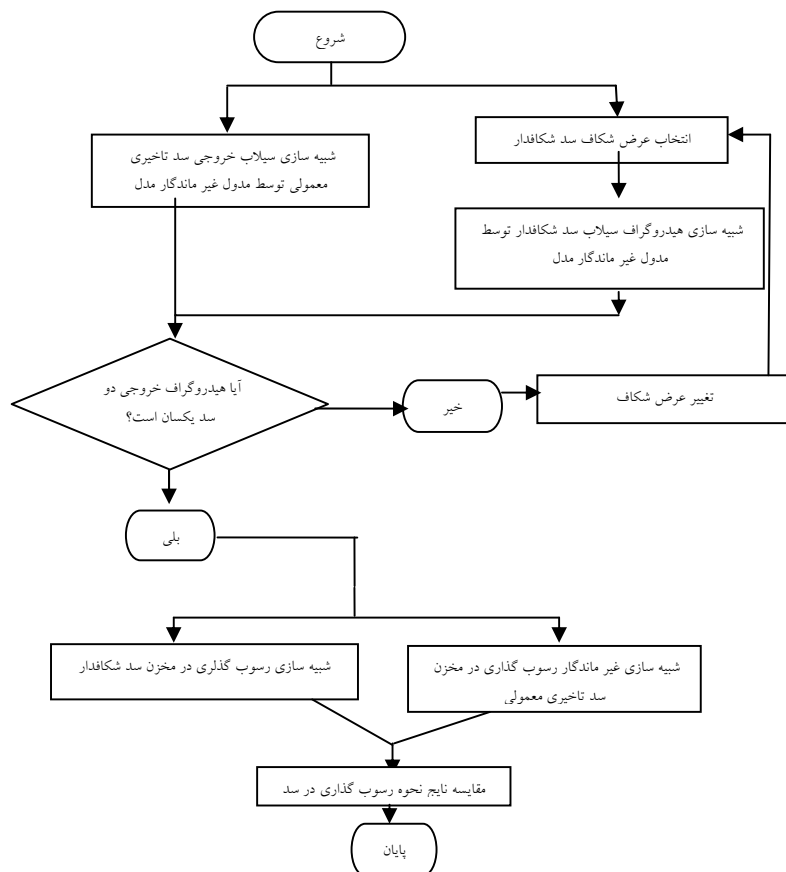 شروع
انتخاب عرض شکاف سد شکافدار
شبیه سازی سیلاب خروجی سد تاخیری
معمولی توسط مدول غیر ماندگار مدل
شبیه سازی هیدروگراف سیلاب سد شکافدار توسط
مدول غیر ماندگار مدل
آیا هیدروگراف خروجی دو
سد یکسان است؟
خیر
تغییر عرض شکاف
بلی
شبیه سازی غیر ماندگار رسوب گذاری در مخزن
سد تاخیری معمولی
شبیه سازی رسوب گذلری در مخزن سد شکافدار
مقایسه نایج نحوه رسوب گذاری در سد
پایان